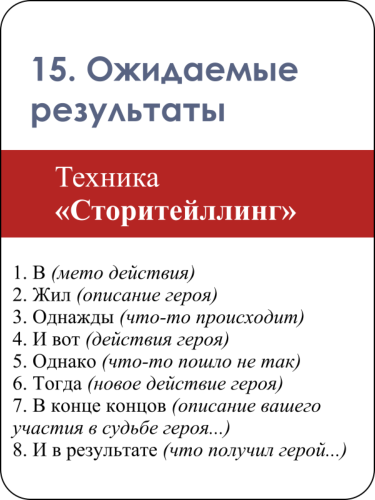 15. Ожидаемые
результаты
Техника
«Сторитейллинг»
1. В (мето действия)
2. Жил (описание героя)
3. Однажды (что-то происходит)
4. И вот (действия героя)
5. Однако (что-то пошло не так)
6. Тогда (новое действие героя)
7. В конце концов (описание вашего
участия в судьбе героя...)
8. И в результате (что получил герой...)